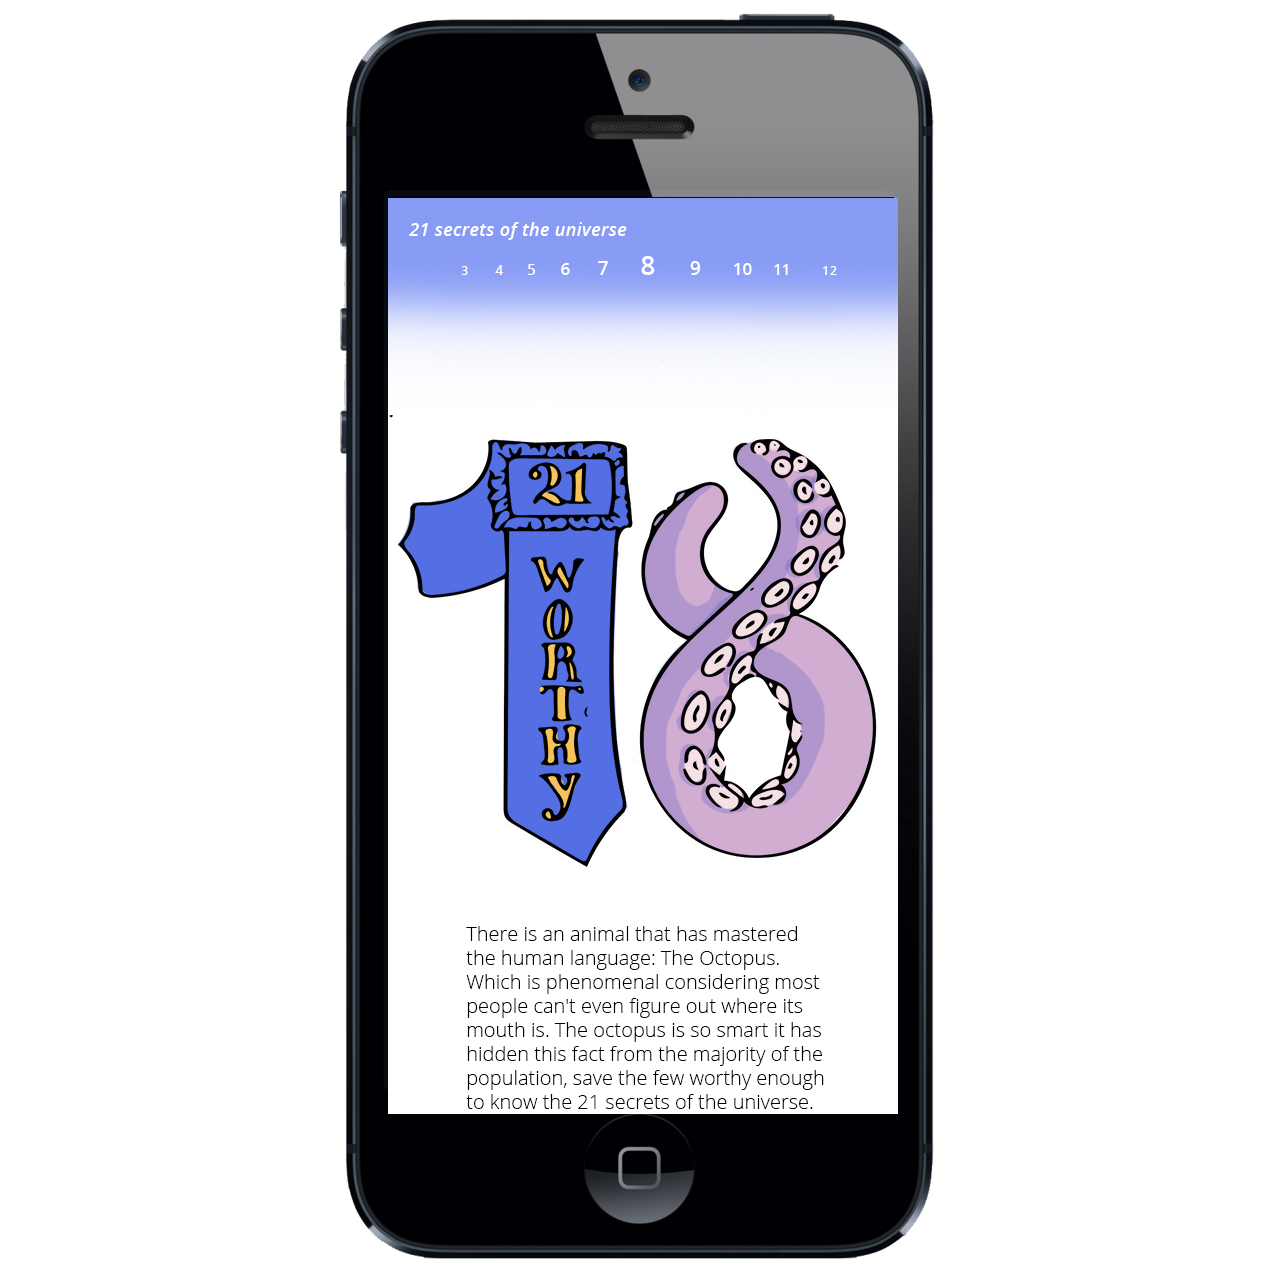 21 secrets of the universe
3 4 5 6 7 8 9 10 11 12
18
21
WORTHY
There is an animal that has mastered
the human language: The Octopus.
Which is phenomenal considering most
people can't even figure out where its
mouth is. The octopus is so smart it has
hidden this fact from the majority of the
population, save the few worthy enough
to know the 21 secrets of the universe.